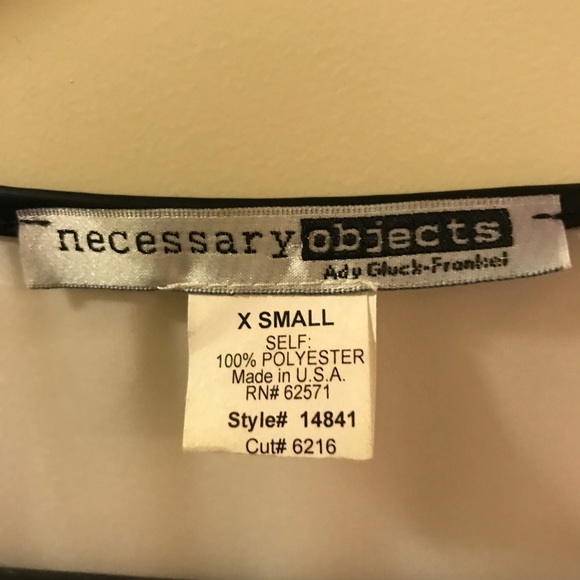 necessary objects
Ady Gluck-Frankel
X SMALL
SELF:
100% POLYESTER
Made in U.S.A.
RN# 62571
Style# 14841
Cut# 6216